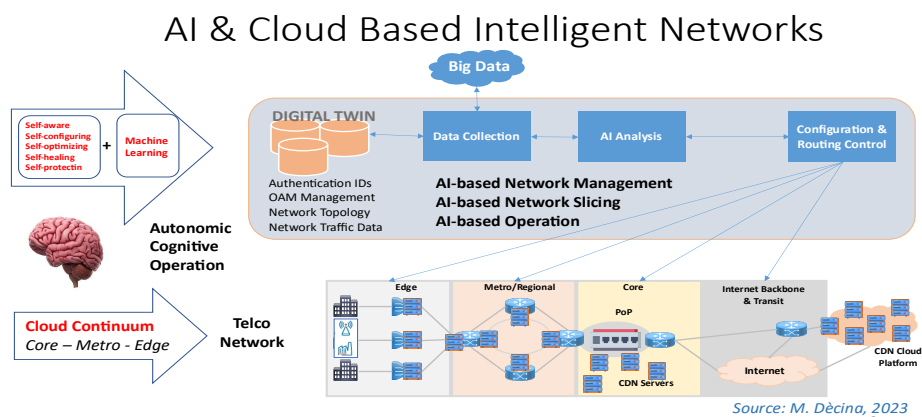 AI & Cloud Based Intelligent Networks
Big Data
DIGITAL TWIN
Data Collection
AI Analysis
Configuration &
Routing Control
Self-aware
Self-configuring
Self-optimizing
Self-healing
Self-protectin
+
Machine
Learning
Authentication IDs
OAM Management
Network Topology
Network Traffic Data
AI-based Network Management
AI-based Network Slicing
AI-based Operation
Autonomic
Cognitive
Operation
Cloud Continuum
Core – Metro - Edge
Telco
Network
Edge
Metro/Regional
Core
Internet Backbone
& Transit
PoP
CDN Servers
Internet
CDN Cloud
Platform
Source: M. Dècina, 2023